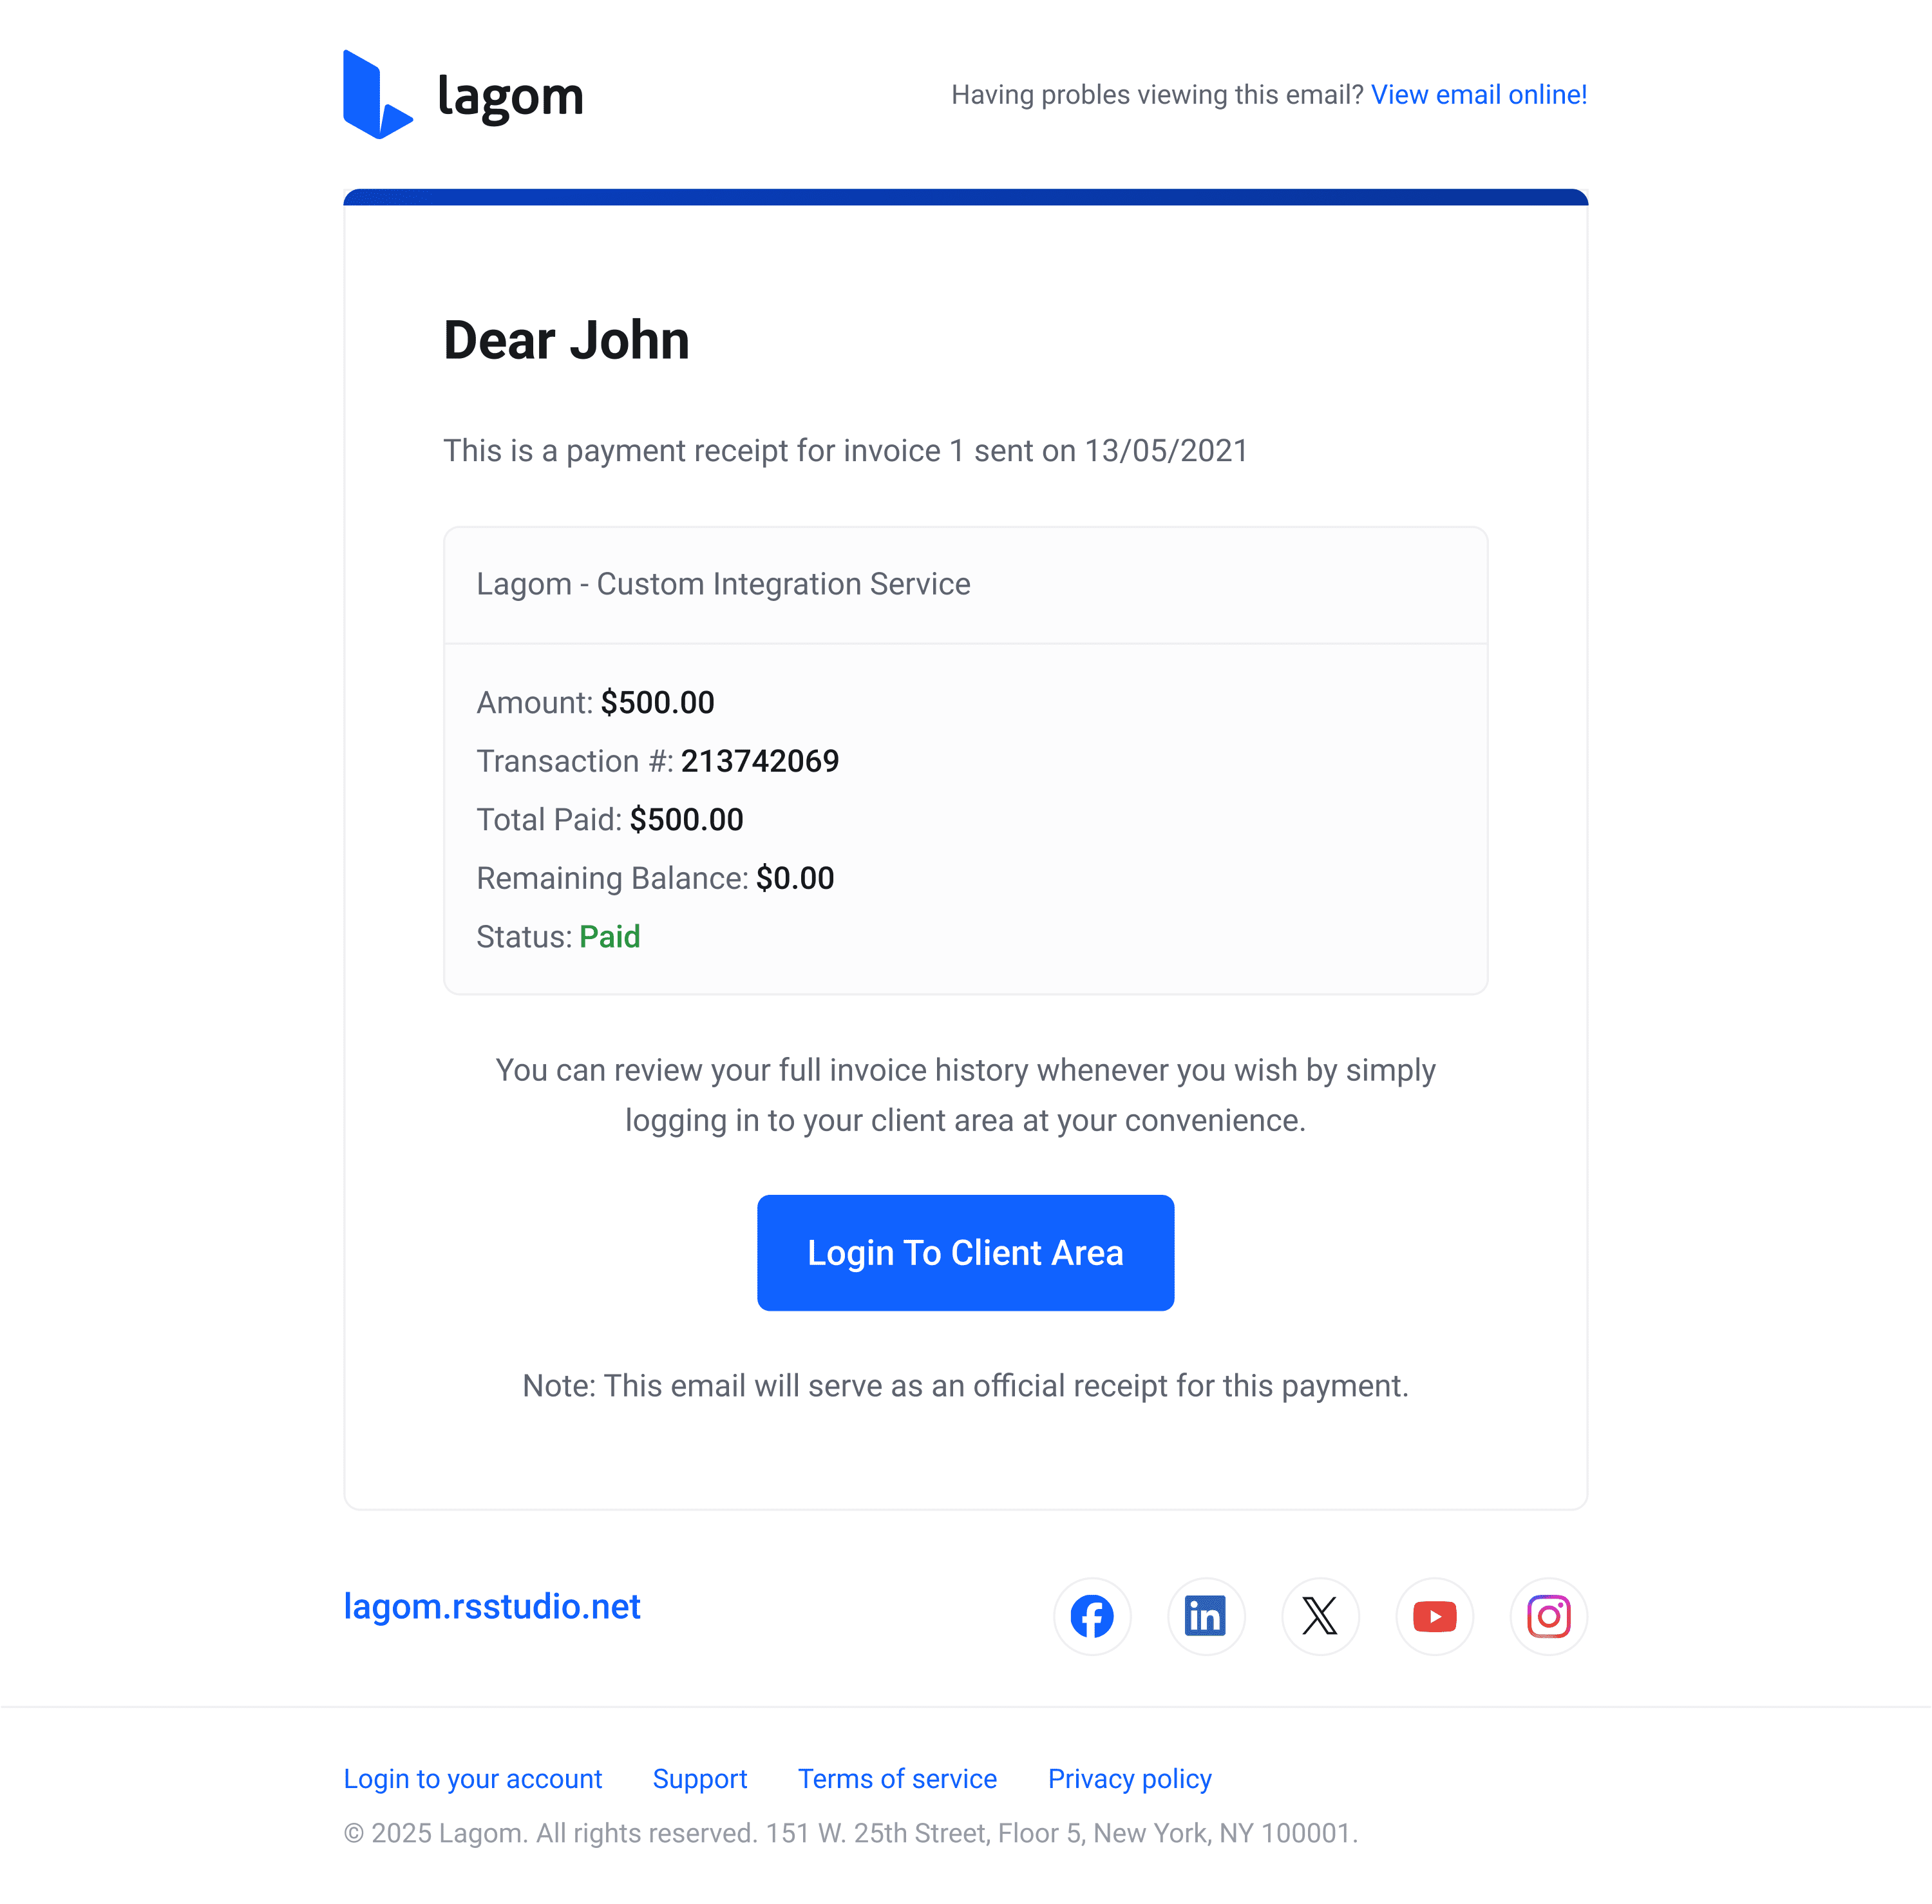 lagom
Having probles viewing this email? View email online!
Dear John
This is a payment receipt for invoice 1 sent on 13/05/2021
Lagom - Custom Integration Service
Amount: $500.00
Transaction #: 213742069
Total Paid: $500.00
Remaining Balance: $0.00
Status: Paid
You can review your full invoice history whenever you wish by simply
logging in to your client area at your convenience.
Login To Client Area
Note: This email will serve as an official receipt for this payment.
lagom.rsstudio.net
Login to your account Support Terms of service Privacy policy
© 2025 Lagom. All rights reserved. 151 W. 25th Street, Floor 5, New York, NY 100001.